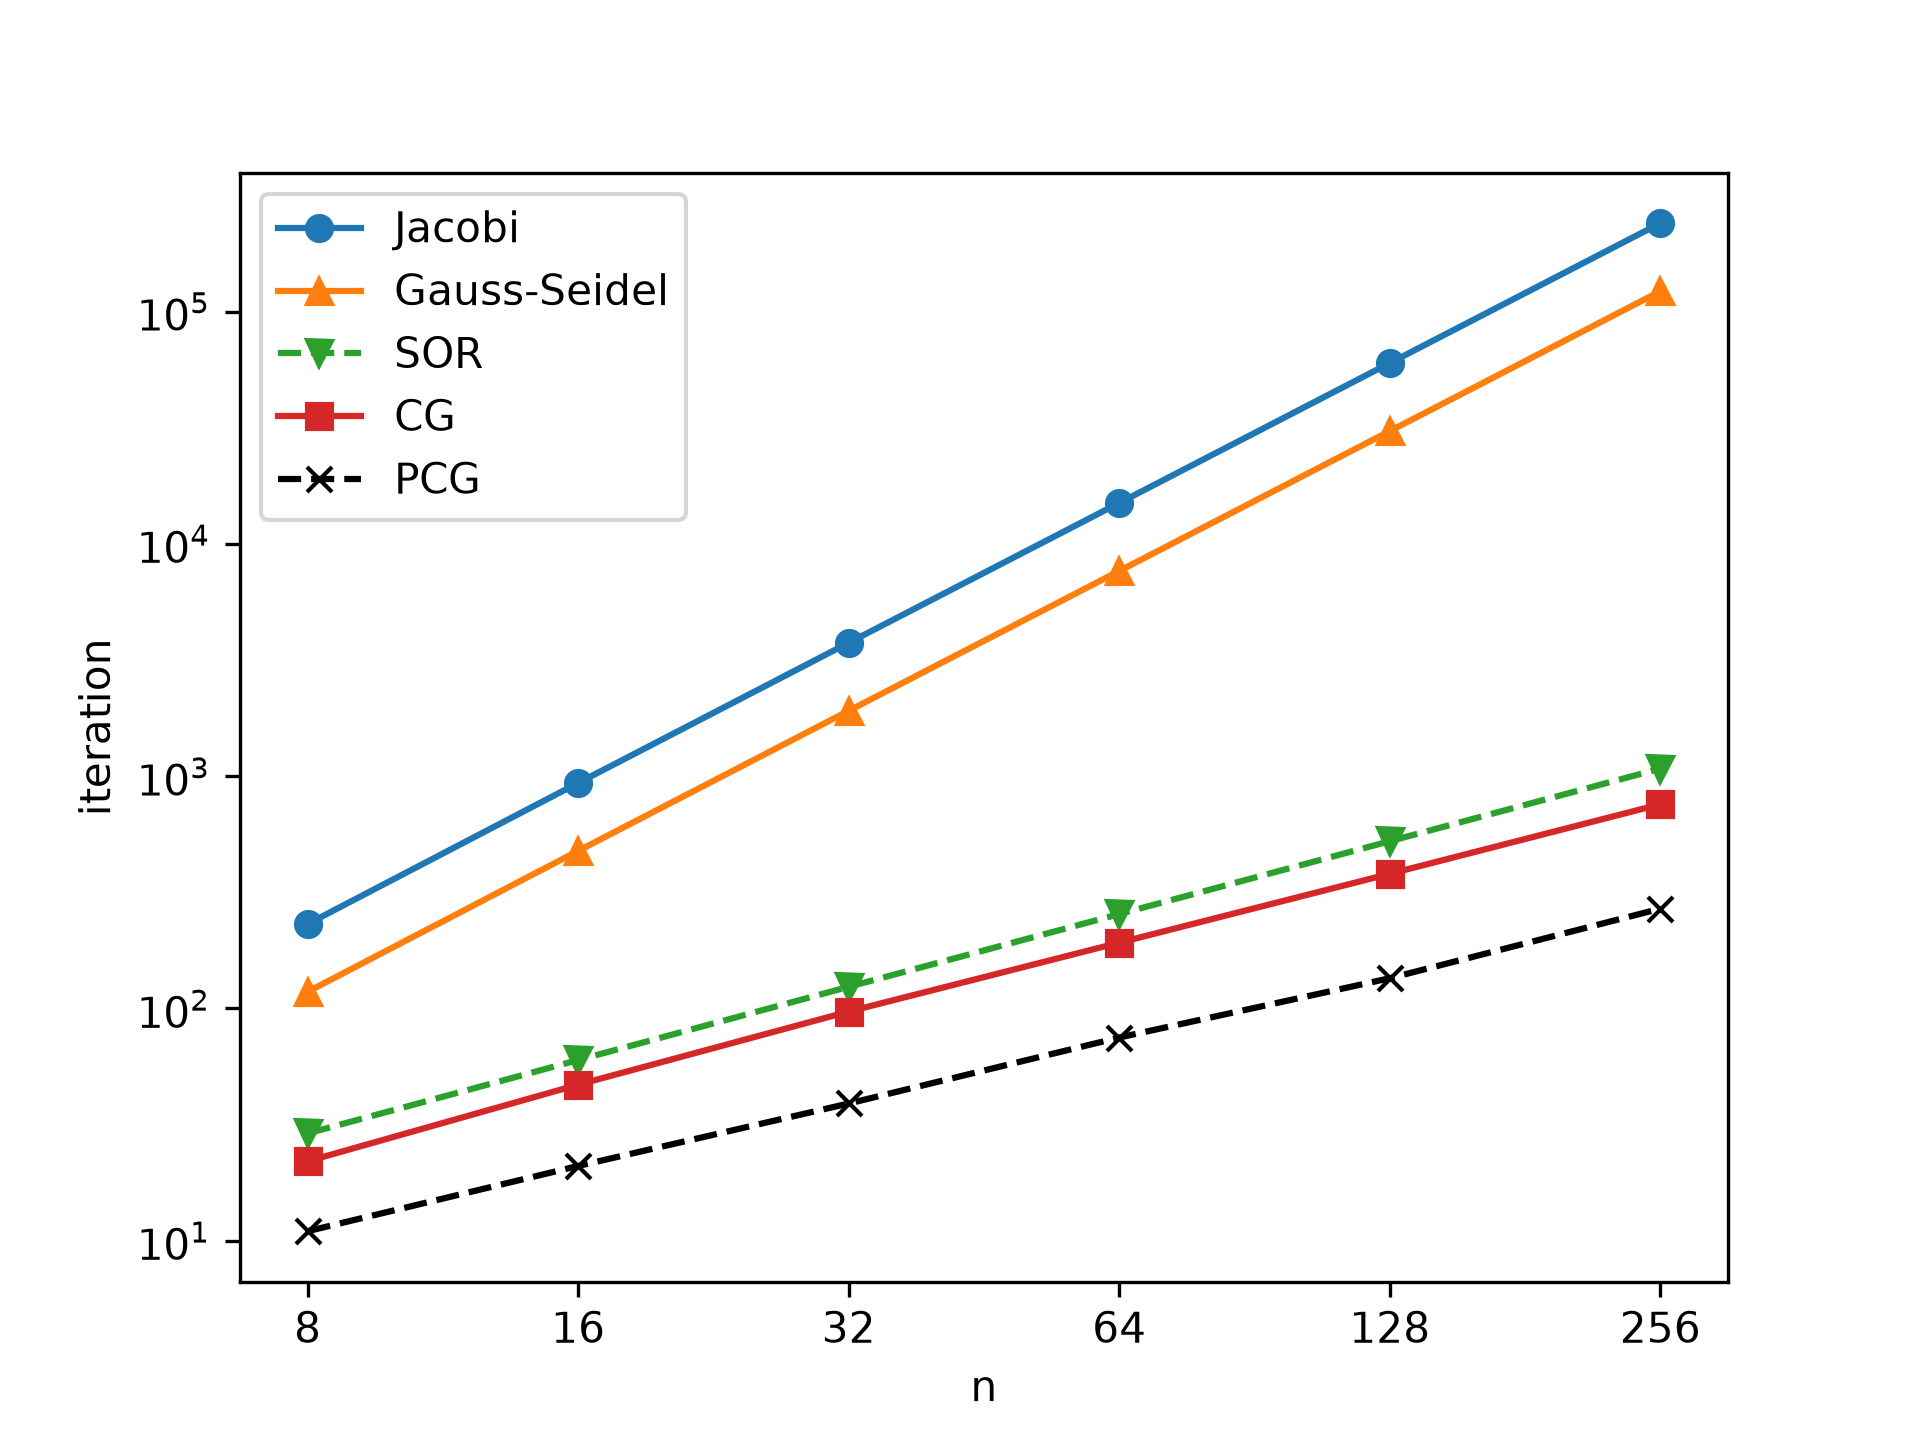 Jacobi
Gauss-Seidel
SOR
CG
PCG
10⁵
10⁴
10³
10²
10¹
iteration
8 16 32 64 128 256
n